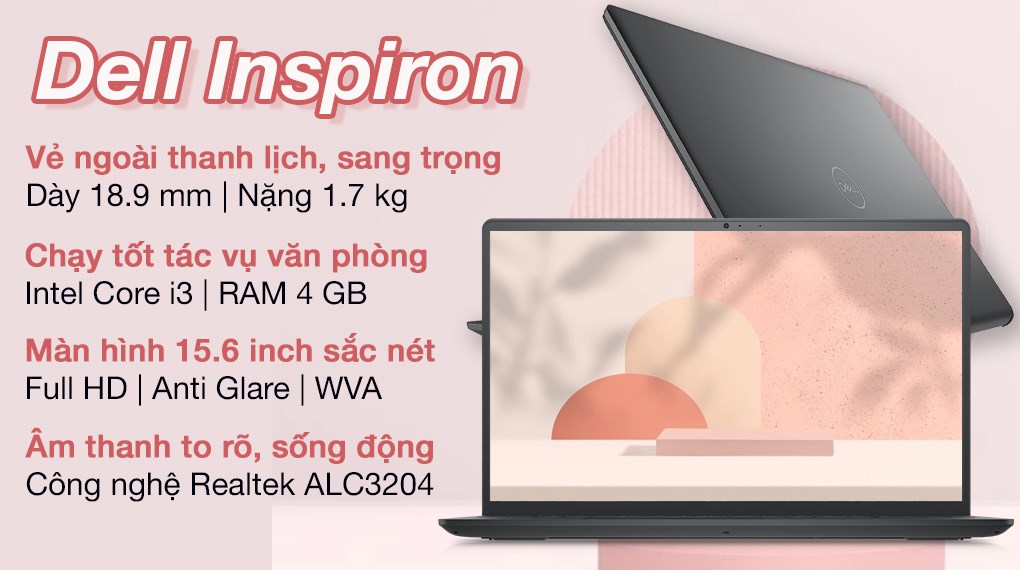 Dell Inspiron
Vẻ ngoài thanh lịch, sang trọng
Dày 18.9 mm | Nặng 1.7 kg
Chạy tốt tác vụ văn phòng
Intel Core i3 | RAM 4 GB
Màn hình 15.6 inch sắc nét
Full HD | Anti Glare | WVA
Âm thanh to rõ, sống động
Công nghệ Realtek ALC3204
DELL